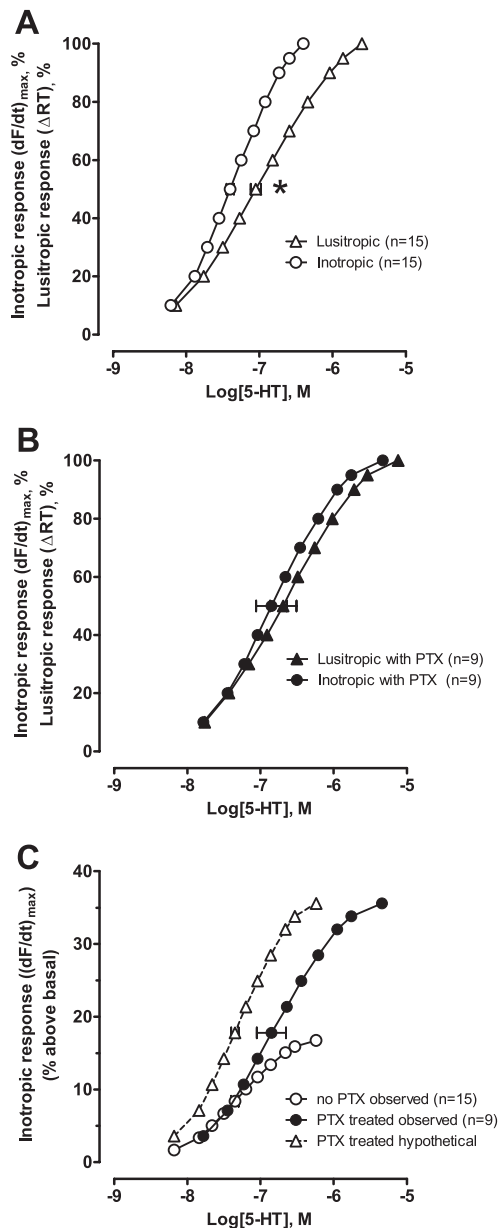 A
Inotropic response (dF/dt)max, %
Lusitropic response (ΔRT), %
100
80
60
40
20
0
*
Lusitropic (n=15)
Inotropic (n=15)
-9
-8
-7
-6
-5
Log[5-HT], M
B
Inotropic response (dF/dt)max, %
Lusitropic response (ΔRT), %
100
80
60
40
20
0
Lusitropic with PTX (n=9)
Inotropic with PTX (n=9)
-9
-8
-7
-6
-5
Log[5-HT], M
C
Inotropic response ((dF/dt)max)
(% above basal)
40
30
20
10
0
no PTX observed (n=15)
PTX treated observed (n=9)
PTX treated hypothetical
-9
-8
-7
-6
-5
Log[5-HT], M